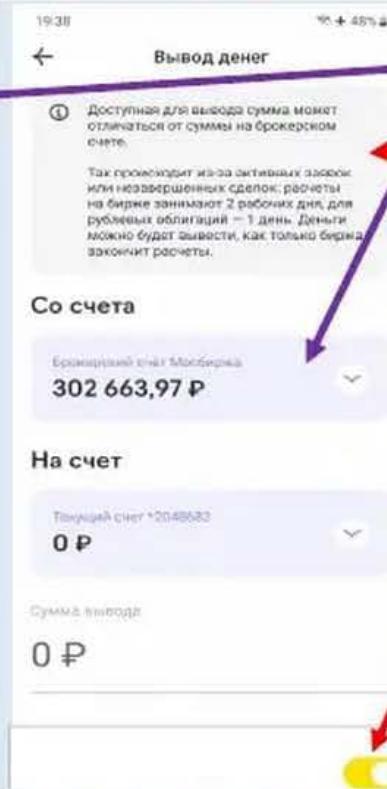 19:38
48%
Вывод денег
Доступная для вывода сумма может
отличаться от суммы на брокерском
счете.
Так происходит из-за активных заявок
или незавершенных сделок: расчеты
на бирже занимают 2 рабочих дня, для
рублевых облигаций — 1 день. Деньги
можно будет вывести, как только биржа
закончит расчеты.
Со счета
Брокерский счет Мосбиржа
302 663,97 ₽
На счет
Текущий счет *2048682
0 ₽
Сумма вывода
0 ₽